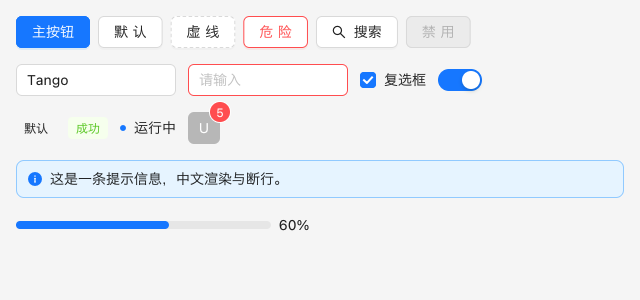 主按钮 默 认 虚 线 危 险 搜索 禁 用
Tango 请输入 复选框
默认 成功 运行中 U 5
这是一条提示信息，中文渲染与断行。
60%